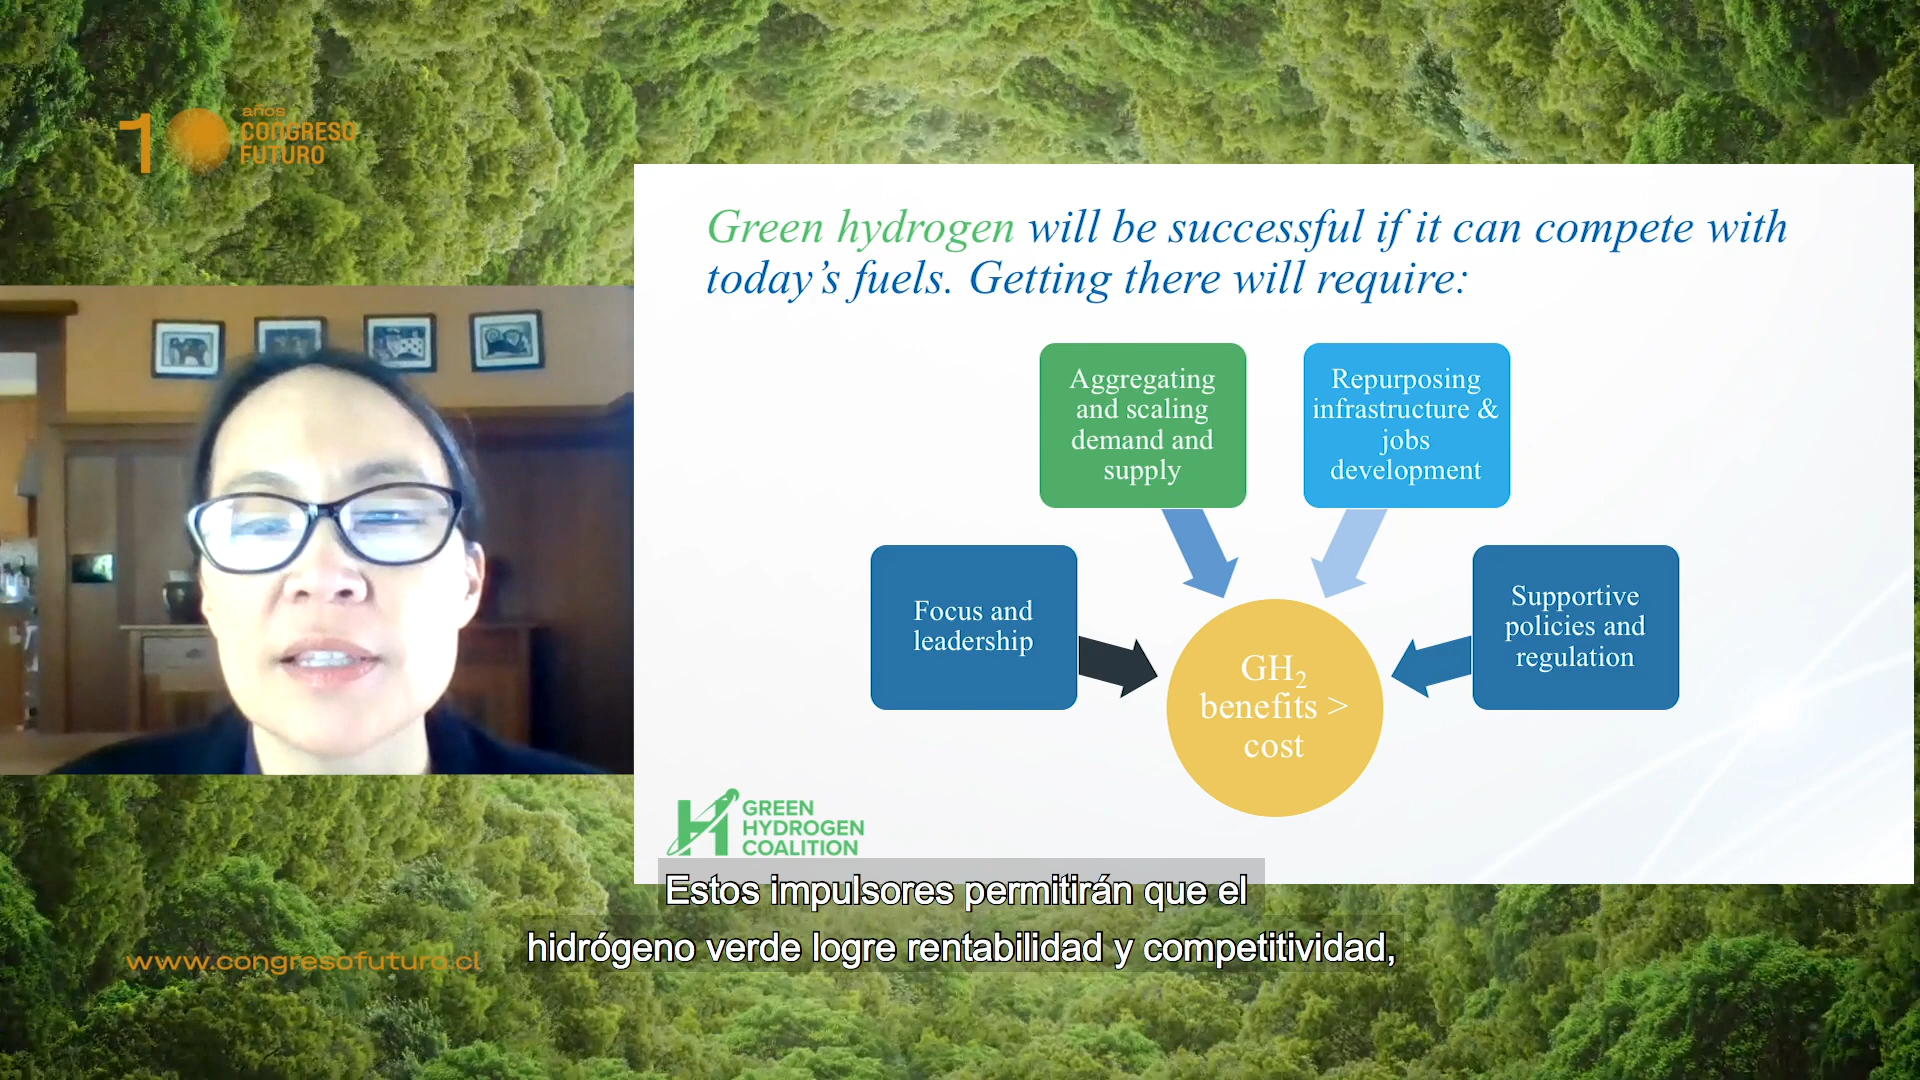 10 años
CONGRESO
FUTURO
Green hydrogen will be successful if it can compete with
today’s fuels. Getting there will require:
Aggregating
and scaling
demand and
supply
Repurposing
infrastructure &
jobs
development
Focus and
leadership
Supportive
policies and
regulation
GH₂
benefits >
cost
GREEN
HYDROGEN
COALITION
Estos impulsores permitirán que el
hidrógeno verde logre rentabilidad y competitividad,
www.congresofuturo.cl